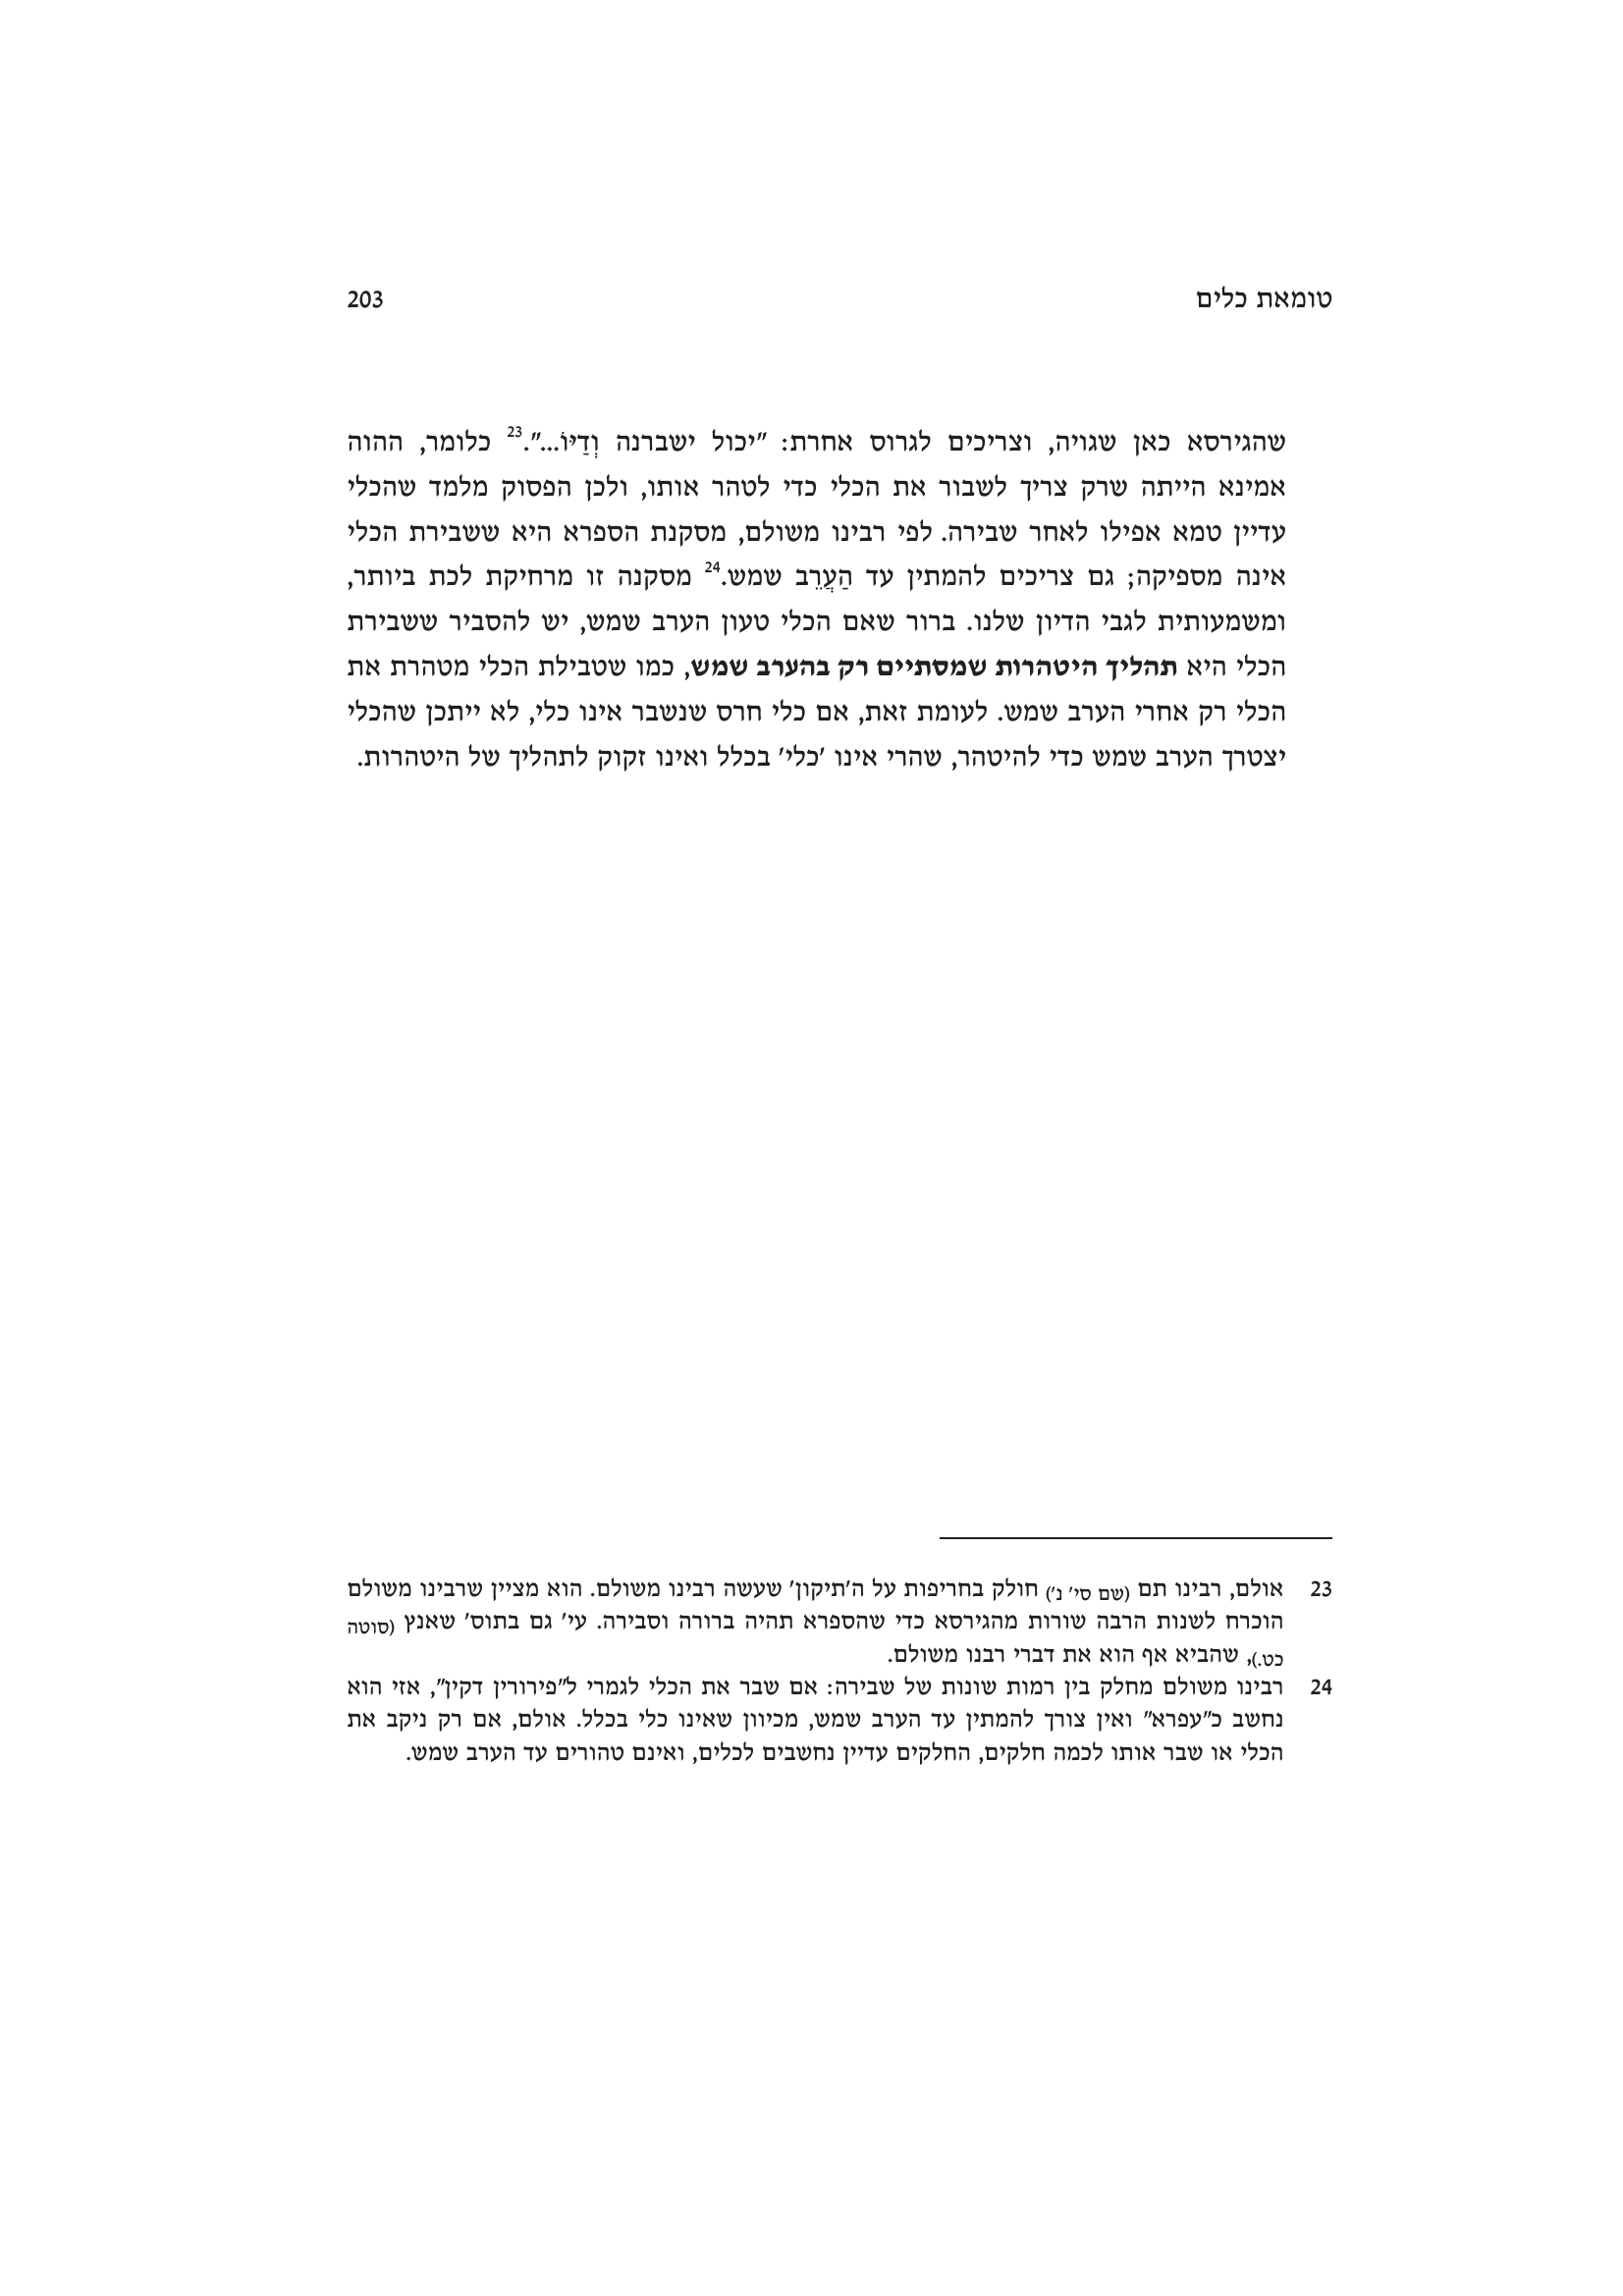 טומאת כלים 203
שהגירסא כאן שגויה, וצריכים לגרוס אחרת: "יכול ישברנה וְדַיּוֹ...".23 כלומר, ההוה
אמינא הייתה שרק צריך לשבור את הכלי כדי לטהר אותו, ולכן הפסוק מלמד שהכלי
עדיין טמא אפילו לאחר שבירה. לפי רבינו משולם, מסקנת הספרא היא ששבירת הכלי
אינה מספיקה; גם צריכים להמתין עד הַעֲרֵב שמש.24 מסקנה זו מרחיקת לכת ביותר,
ומשמעותית לגבי הדיון שלנו. ברור שאם הכלי טעון הערב שמש, יש להסביר ששבירת
הכלי היא תהליך היטהרות שמסתיים רק בהערב שמש, כמו שטבילת הכלי מטהרת את
הכלי רק אחרי הערב שמש. לעומת זאת, אם כלי חרס שנשבר אינו כלי, לא ייתכן שהכלי
יצטרך הערב שמש כדי להיטהר, שהרי אינו 'כלי' בכלל ואינו זקוק לתהליך של היטהרות.
23 אולם, רבינו תם (שם סי' נ') חולק בחריפות על ה'תיקון' שעשה רבינו משולם. הוא מציין שרבינו משולם
הוכרח לשנות הרבה שורות מהגירסא כדי שהספרא תהיה ברורה וסבירה. עי' גם בתוס' שאנץ (סוטה
כט.), שהביא אף הוא את דברי רבנו משולם.
24 רבינו משולם מחלק בין רמות שונות של שבירה: אם שבר את הכלי לגמרי ל"פירורין דקין", אזי הוא
נחשב כ"עפרא" ואין צורך להמתין עד הערב שמש, מכיוון שאינו כלי בכלל. אולם, אם רק ניקב את
הכלי או שבר אותו לכמה חלקים, החלקים עדיין נחשבים לכלים, ואינם טהורים עד הערב שמש.